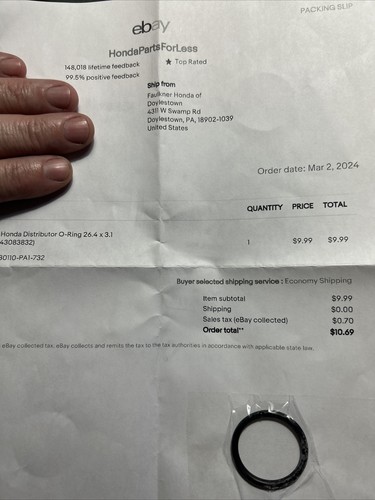 PACKING SLIP
ebay
HondaPartsForLess
148,018 lifetime feedback
99.5% positive feedback
★ Top Rated
Ship from
Faulkner Honda of
Doylestown
4311 W Swamp Rd
Doylestown, PA, 18902-1039
United States
Order date: Mar 2, 2024
QUANTITY PRICE TOTAL
Honda Distributor O-Ring 26.4 x 3.1 1 $9.99 $9.99
43083832)
30110-PA1-732
Buyer selected shipping service : Economy Shipping
Item subtotal $9.99
Shipping $0.00
Sales tax (eBay collected) $0.70
Order total** $10.69
eBay collected tax. eBay collects and remits the tax to the tax authorities in accordance with applicable state law.